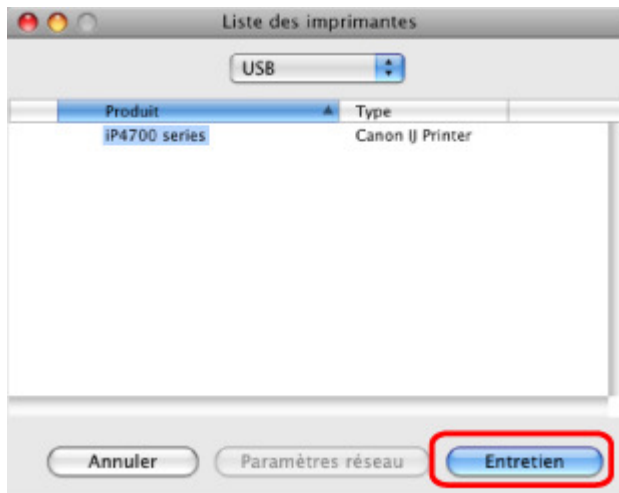 Liste des imprimantes
USB
Produit Type
iP4700 series Canon IJ Printer
Annuler Paramètres réseau Entretien